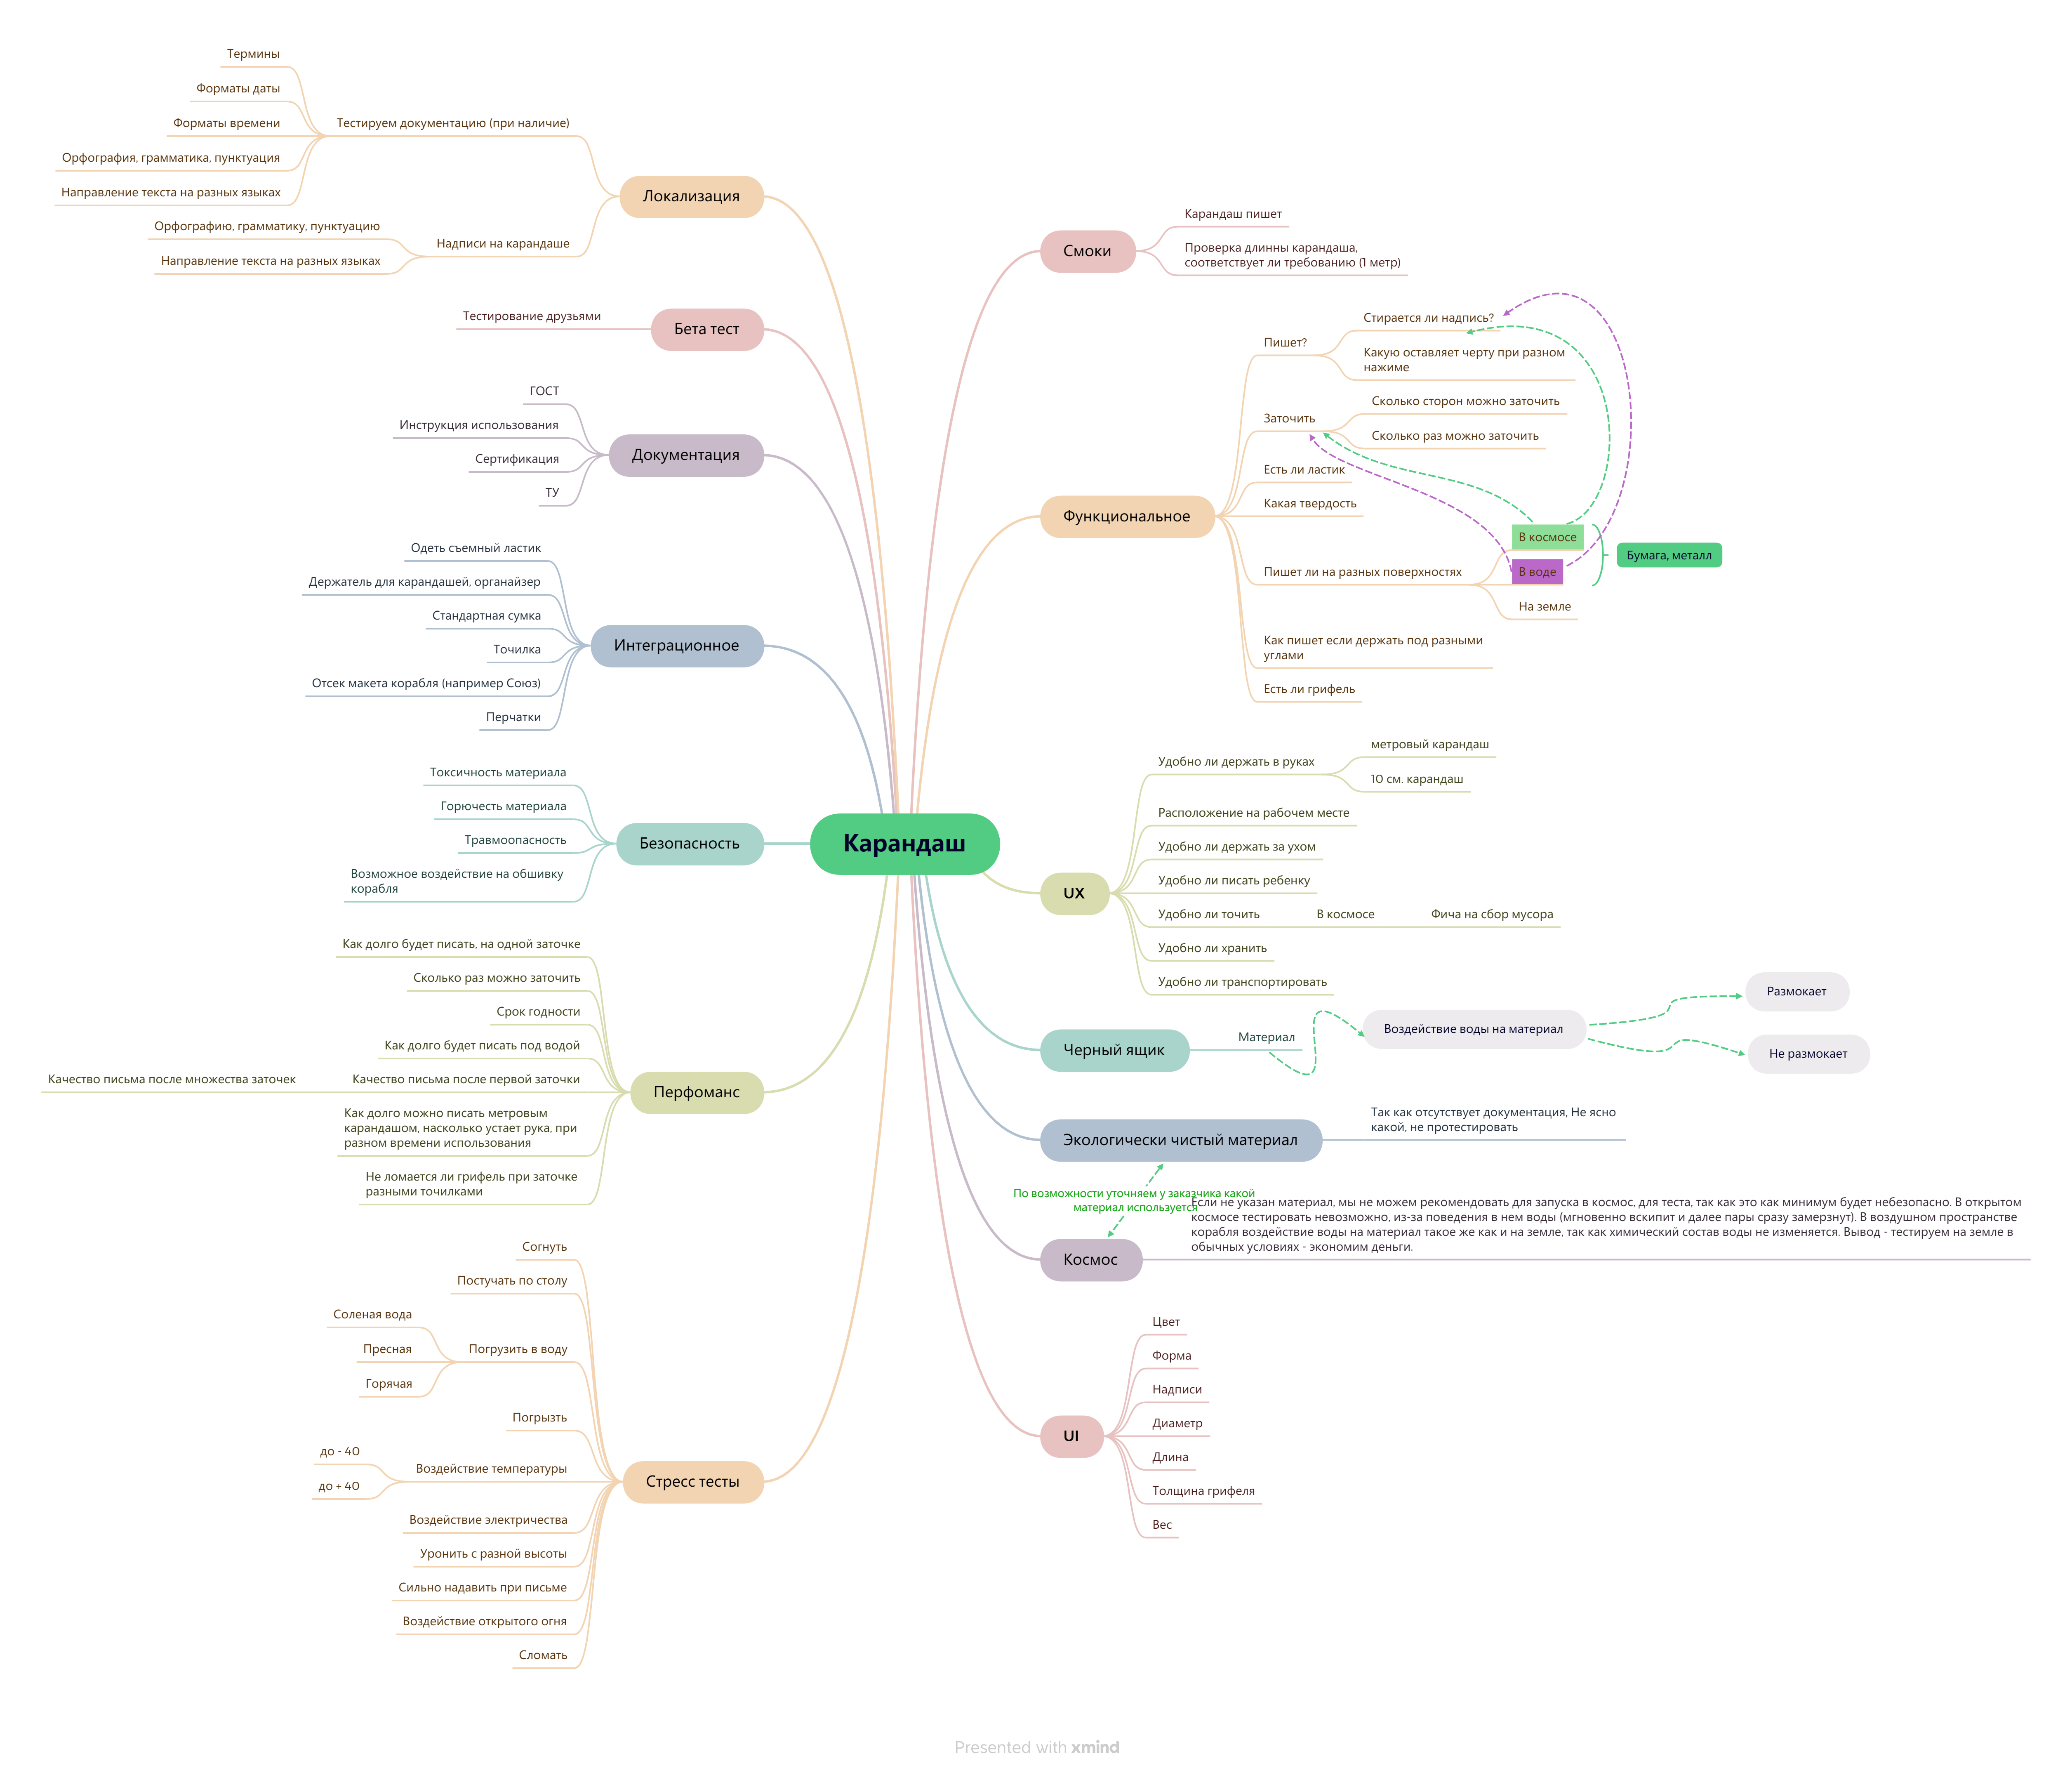 Карандаш
Смоки
Карандаш пишет
Проверка длинны карандаша,
соответствует ли требованию (1 метр)
Функциональное
Пишет?
Стирается ли надпись?
Какую оставляет черту при разном
нажиме
Заточить
Сколько сторон можно заточить
Сколько раз можно заточить
Есть ли ластик
Какая твердость
Пишет ли на разных поверхностях
В космосе
В воде
На земле
Бумага, металл
Как пишет если держать под разными
углами
Есть ли грифель
UX
Удобно ли держать в руках
метровый карандаш
10 см. карандаш
Расположение на рабочем месте
Удобно ли держать за ухом
Удобно ли писать ребенку
Удобно ли точить
В космосе
Фича на сбор мусора
Удобно ли хранить
Удобно ли транспортировать
Черный ящик
Материал
Воздействие воды на материал
Размокает
Не размокает
Экологически чистый материал
Так как отсутствует документация, Не ясно
какой, не протестировать
По возможности уточняем у заказчика какой
материал используется
Космос
Если не указан материал, мы не можем рекомендовать для запуска в космос, для теста, так как это как минимум будет небезопасно. В открытом
космосе тестировать невозможно, из-за поведения в нем воды (мгновенно вскипит и далее пары сразу замерзнут). В воздушном пространстве
корабля воздействие воды на материал такое же как и на земле, так как химический состав воды не изменяется. Вывод - тестируем на земле в
обычных условиях - экономим деньги.
UI
Цвет
Форма
Надписи
Диаметр
Длина
Толщина грифеля
Вес
Локализация
Тестируем документацию (при наличие)
Термины
Форматы даты
Форматы времени
Орфография, грамматика, пунктуация
Направление текста на разных языках
Надписи на карандаше
Орфографию, грамматику, пунктуацию
Направление текста на разных языках
Бета тест
Тестирование друзьями
Документация
ГОСТ
Инструкция использования
Сертификация
ТУ
Интеграционное
Одеть съемный ластик
Держатель для карандашей, органайзер
Стандартная сумка
Точилка
Отсек макета корабля (например Союз)
Перчатки
Безопасность
Токсичность материала
Горючесть материала
Травмоопасность
Возможное воздействие на обшивку
корабля
Перфоманс
Как долго будет писать, на одной заточке
Сколько раз можно заточить
Срок годности
Как долго будет писать под водой
Качество письма после первой заточки
Качество письма после множества заточек
Как долго можно писать метровым
карандашом, насколько устает рука, при
разном времени использования
Не ломается ли грифель при заточке
разными точилками
Стресс тесты
Согнуть
Постучать по столу
Погрузить в воду
Соленая вода
Пресная
Горячая
Погрызть
Воздействие температуры
до - 40
до + 40
Воздействие электричества
Уронить с разной высоты
Сильно надавить при письме
Воздействие открытого огня
Сломать
Presented with xmind